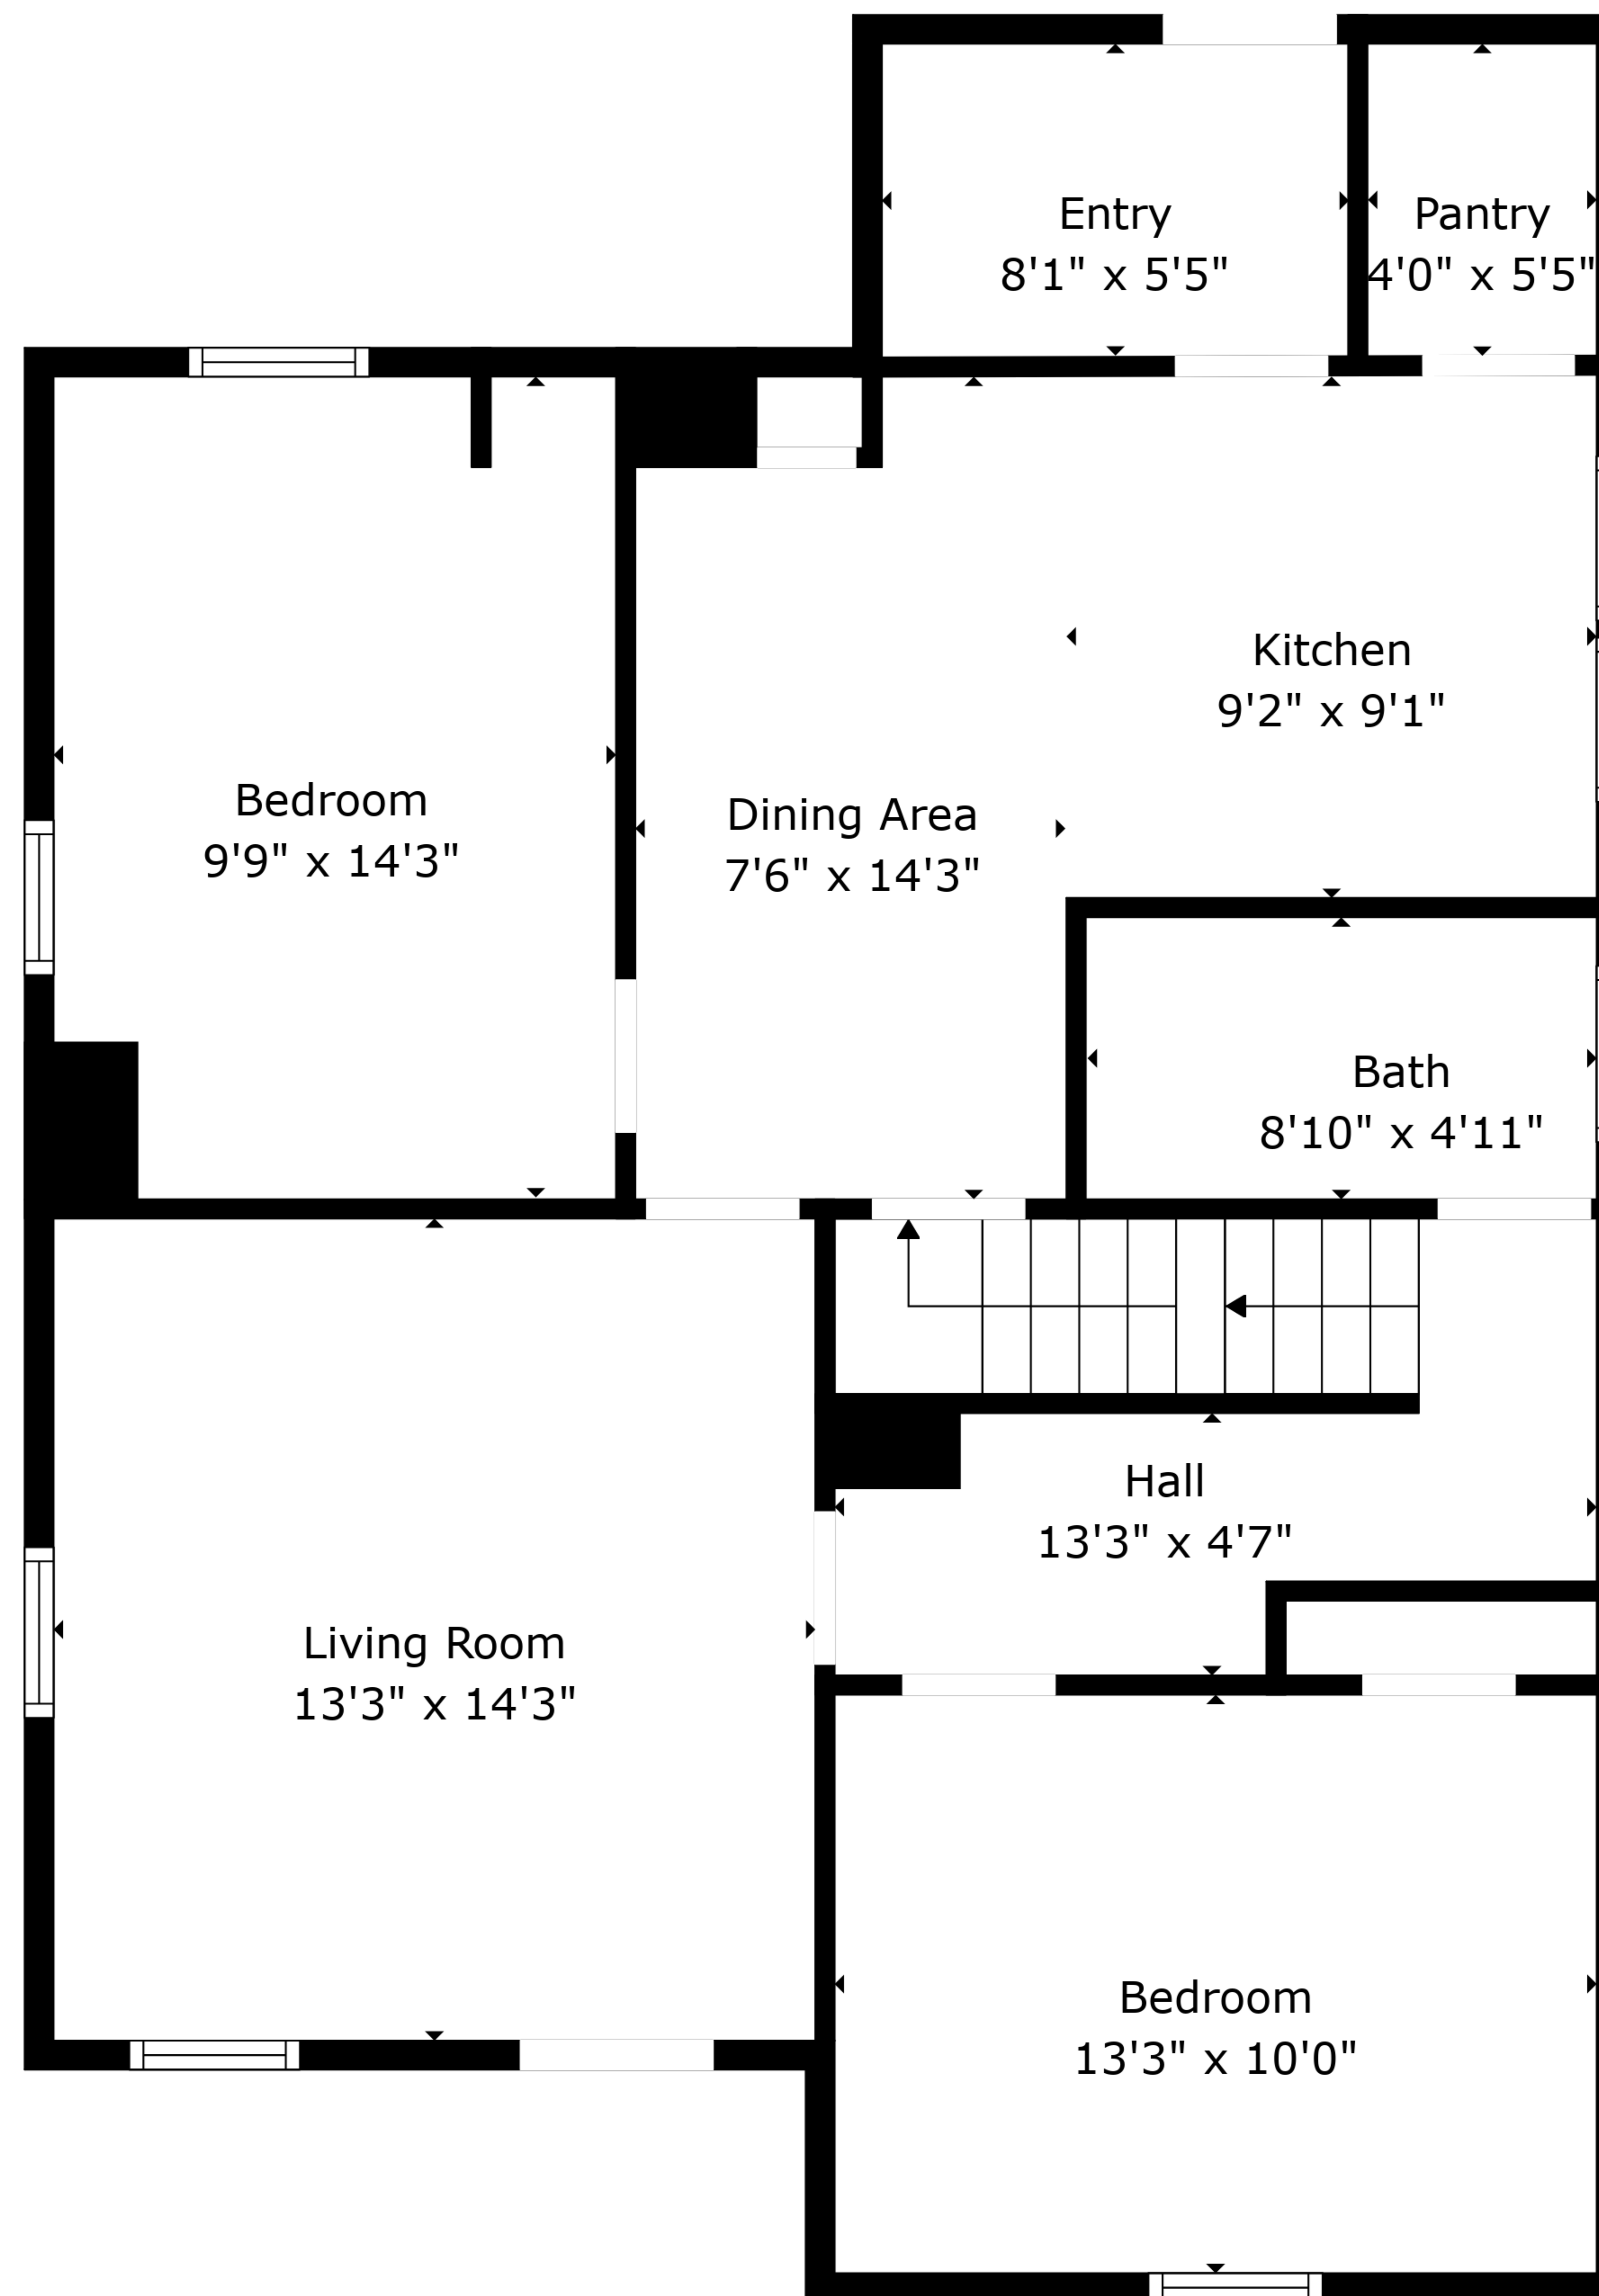 Entry
8'1" x 5'5"
Pantry
4'0" x 5'5"
Kitchen
9'2" x 9'1"
Bedroom
9'9" x 14'3"
Dining Area
7'6" x 14'3"
Bath
8'10" x 4'11"
Hall
13'3" x 4'7"
Living Room
13'3" x 14'3"
Bedroom
13'3" x 10'0"